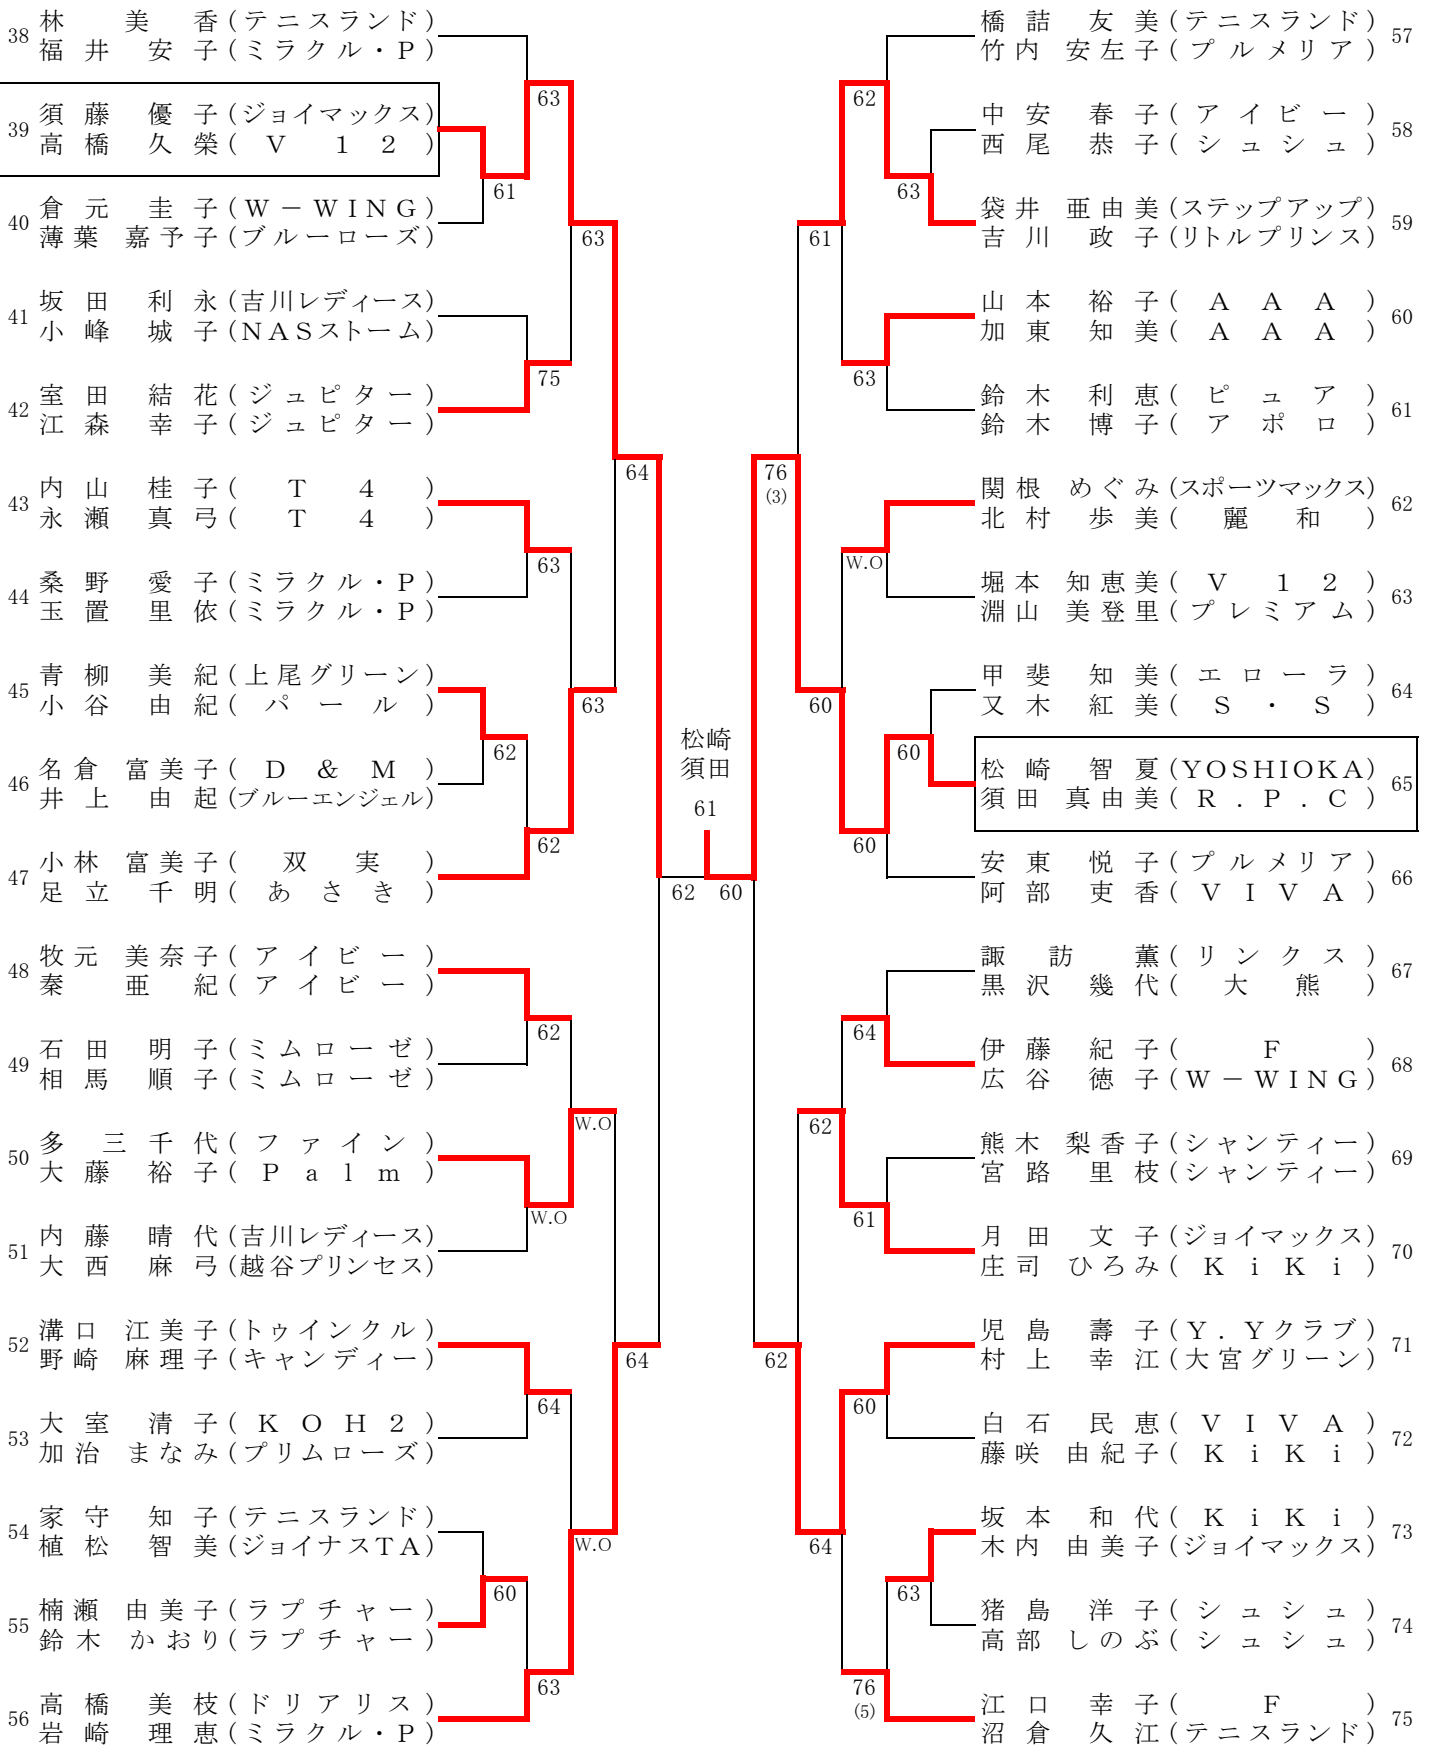 38 林 美 香(テニスランド)
福 井 安 子(ミラクル・P)
39 須 藤 優 子(ジョイマックス)
高 橋 久 榮( V 1 2 )
40 倉 元 圭 子(W－WING)
薄 葉 嘉 予 子(ブルーローズ)
41 坂 田 利 永(吉川レディース)
小 峰 城 子(NASストーム)
42 室 田 結 花(ジュピター)
江 森 幸 子(ジュピター)
43 内 山 桂 子( T 4 )
永 瀬 真 弓( T 4 )
44 桑 野 愛 子(ミラクル・P)
玉 置 里 依(ミラクル・P)
45 青 柳 美 紀(上尾グリーン)
小 谷 由 紀( パ ー ル )
46 名 倉 富 美 子( D & M )
井 上 由 起(ブルーエンジェル)
47 小 林 富 美 子( 双 実 )
足 立 千 明( あ さ き )
48 牧 元 美 奈 子( ア イ ビ ー )
秦 亜 紀( ア イ ビ ー )
49 石 田 明 子(ミムローゼ)
相 馬 順 子(ミムローゼ)
50 多 三 千 代( フ ァ イ ン )
大 藤 裕 子( P a l m )
51 内 藤 晴 代(吉川レディース)
大 西 麻 弓(越谷プリンセス)
52 溝 口 江 美 子(トゥインクル)
野 崎 麻 理 子(キャンディー)
53 大 室 清 子( K O H 2 )
加 治 まなみ(プリムローズ)
54 家 守 知 子(テニスランド)
植 松 智 美(ジョイナスTA)
55 楠 瀬 由 美 子(ラプチャー)
鈴 木 かおり(ラプチャー)
56 高 橋 美 枝(ドリアリス)
岩 崎 理 恵(ミラクル・P)
63
61
63
75
64
63
63
62
62
62
W.O
W.O
64
64
W.O
60
63
62
松崎
須田
61
60
76
(3)
62
63
61
63
W.O
60
60
60
64
62
61
62
60
64
63
76
(5)
橋 詰 友 美(テニスランド) 57
竹 内 安 左 子(プルメリア)
中 安 春 子( ア イ ビ ー ) 58
西 尾 恭 子( シ ュ シ ュ )
袋 井 亜 由 美(ステップアップ) 59
吉 川 政 子(リトルプリンス)
山 本 裕 子( A A A ) 60
加 東 知 美( A A A )
鈴 木 利 恵( ピ ュ ア ) 61
鈴 木 博 子( ア ポ ロ )
関 根 めぐみ(スポーツマックス) 62
北 村 歩 美( 麗 和 )
堀 本 知 恵 美( V 1 2 ) 63
淵 山 美 登 里(プレミアム)
甲 斐 知 美( エ ロ ー ラ ) 64
又 木 紅 美( S ・ S )
松 崎 智 夏(YOSHIOKA) 65
須 田 真 由 美( R . P . C )
安 東 悦 子(プルメリア) 66
阿 部 吏 香( V I V A )
諏 訪 薫( リ ン ク ス ) 67
黒 沢 幾 代( 大 熊 )
伊 藤 紀 子( F ) 68
広 谷 徳 子(W－WING)
熊 木 梨 香 子(シャンティー) 69
宮 路 里 枝(シャンティー)
月 田 文 子(ジョイマックス) 70
庄 司 ひろみ( K i K i )
児 島 壽 子(Y.Yクラブ) 71
村 上 幸 江(大宮グリーン)
白 石 民 恵( V I V A ) 72
藤 咲 由 紀 子( K i K i )
坂 本 和 代( K i K i ) 73
木 内 由 美 子(ジョイマックス)
猪 島 洋 子( シ ュ シ ュ ) 74
高 部 しのぶ( シ ュ シ ュ )
江 口 幸 子( F ) 75
沼 倉 久 江(テニスランド)